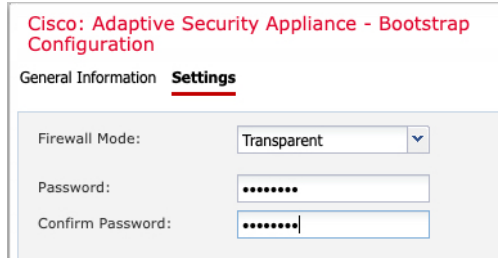 Cisco: Adaptive Security Appliance - Bootstrap
Configuration
General Information Settings
Firewall Mode: Transparent
Password: ••••••••
Confirm Password: ••••••••